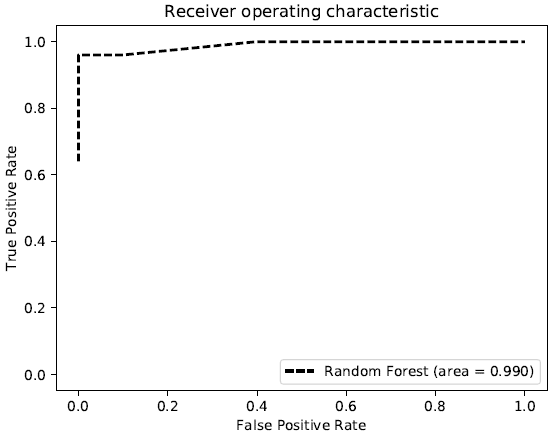 Receiver operating characteristic
1.0
0.8
0.6
0.4
0.2
0.0
True Positive Rate
Random Forest (area = 0.990)
0.0 0.2 0.4 0.6 0.8 1.0
False Positive Rate